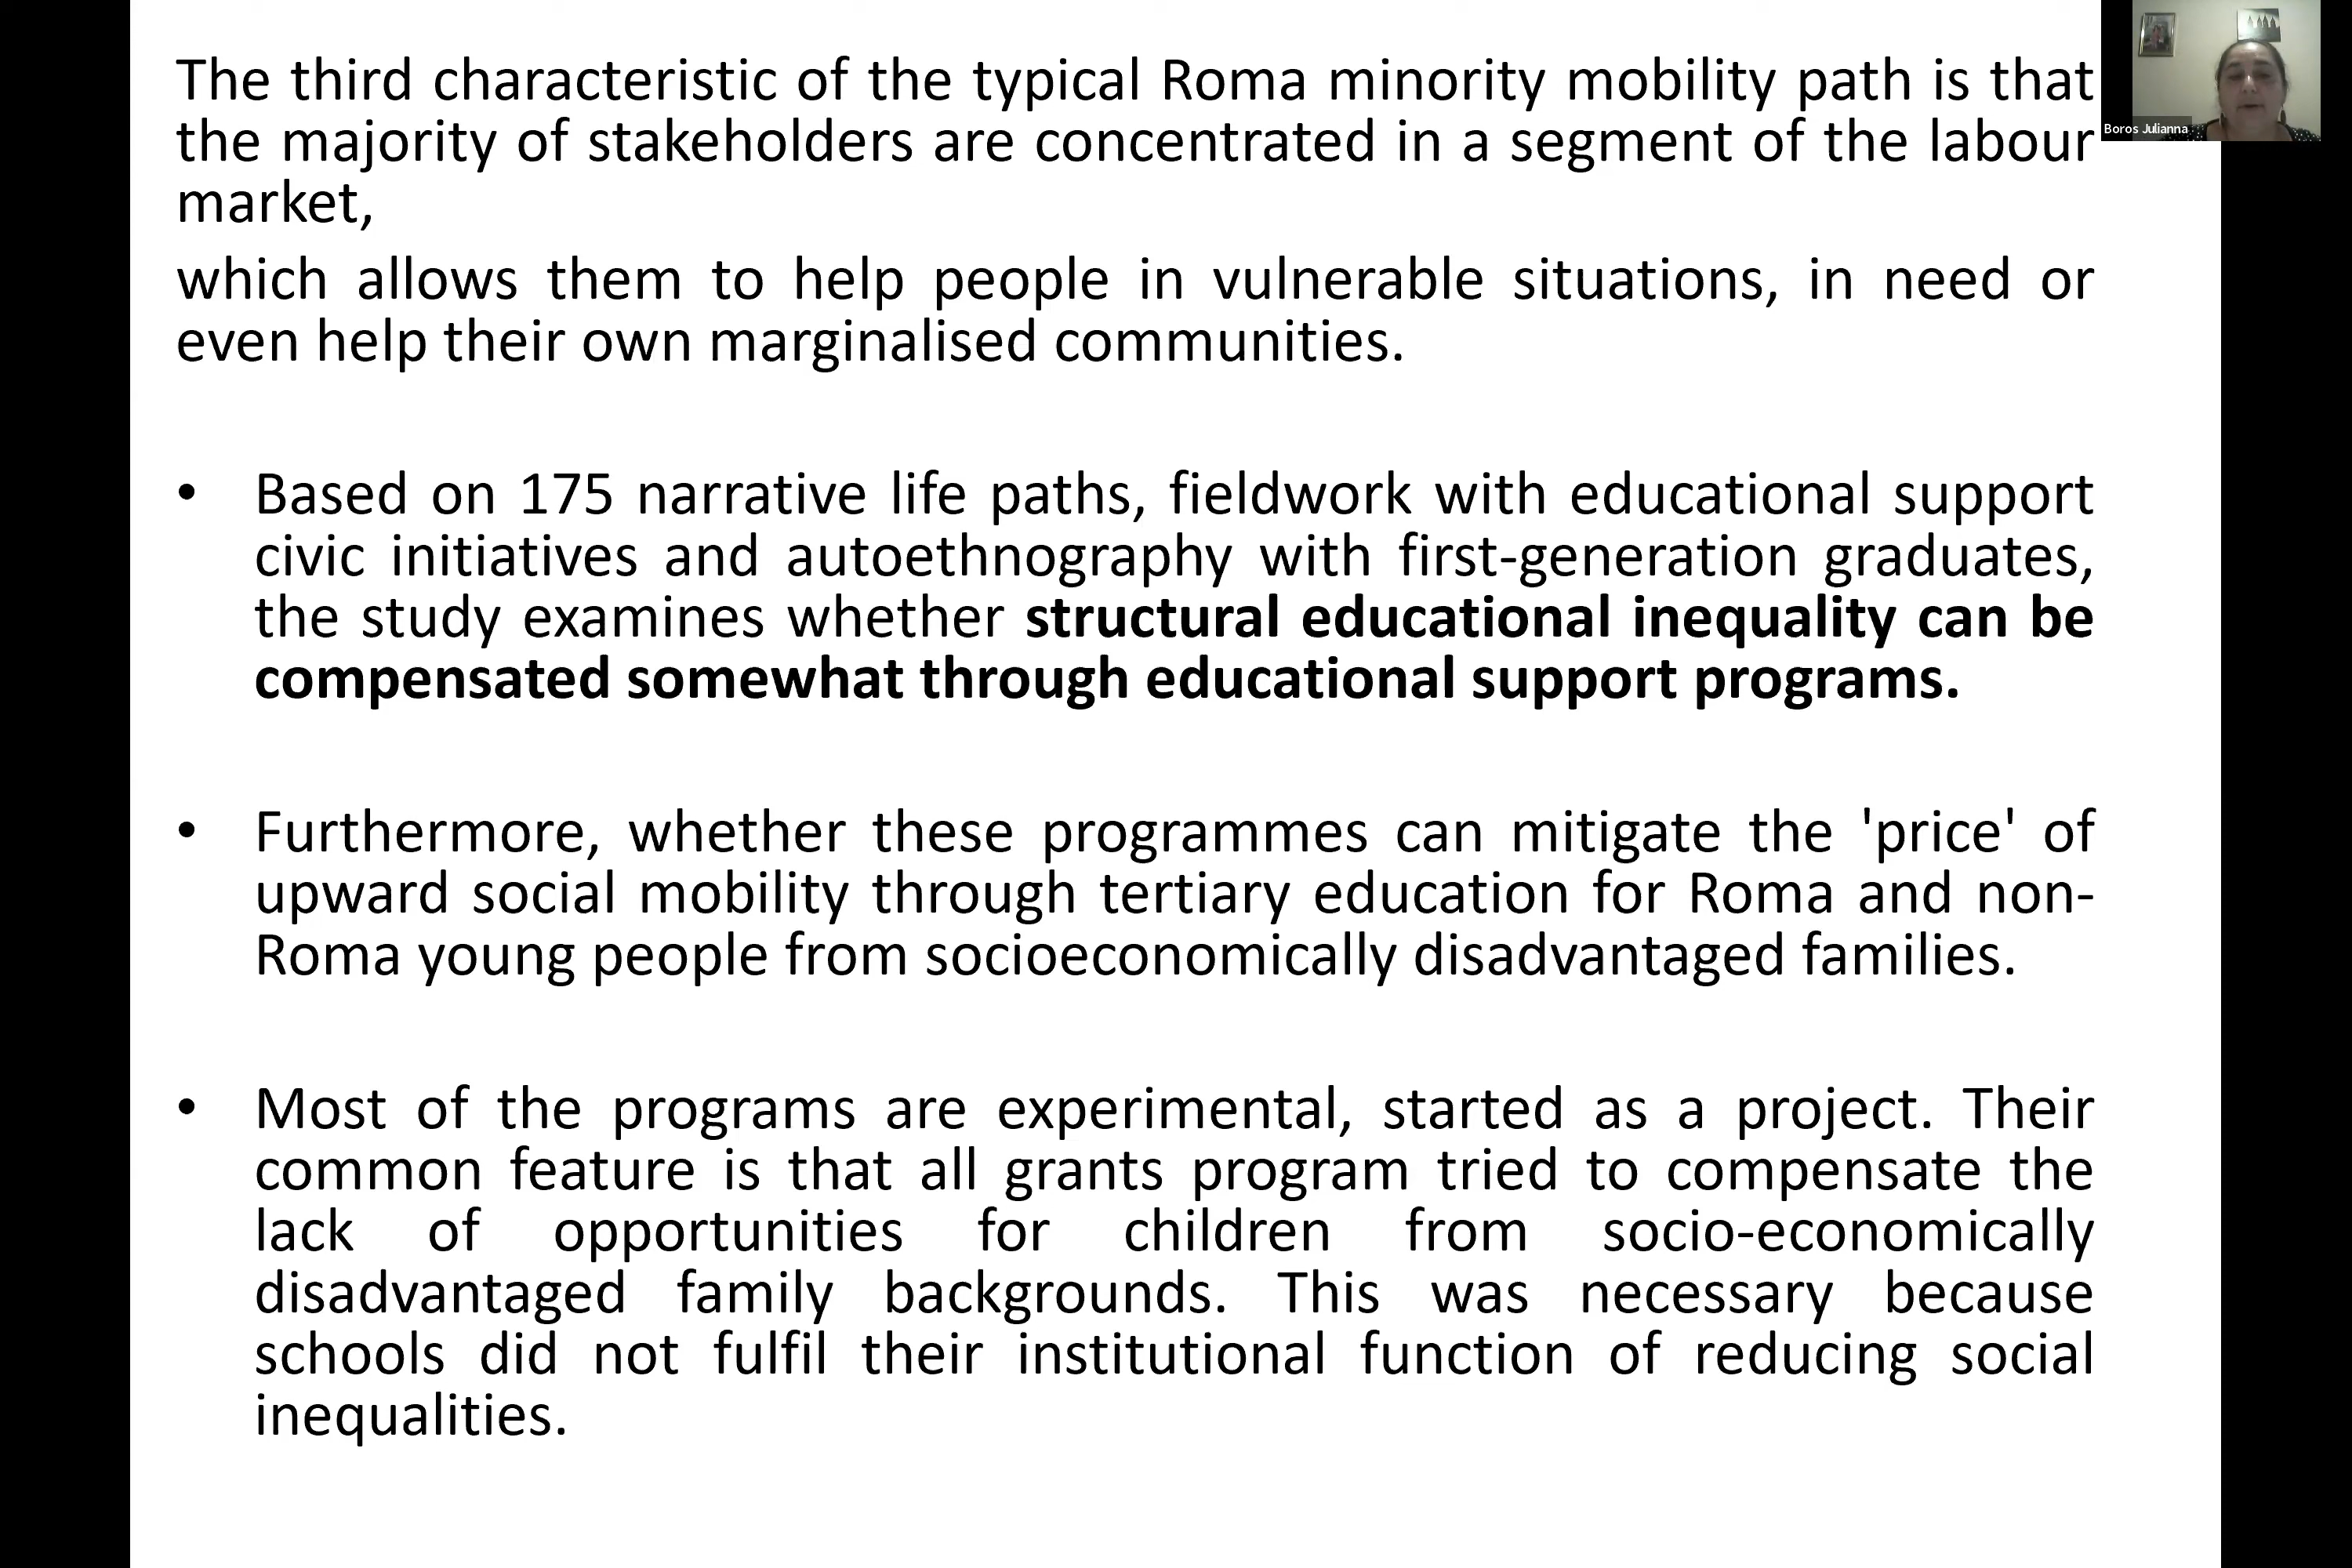 The third characteristic of the typical Roma minority mobility path is that
the majority of stakeholders are concentrated in a segment of the labour
market,
which allows them to help people in vulnerable situations, in need or
even help their own marginalised communities.
• Based on 175 narrative life paths, fieldwork with educational support
civic initiatives and autoethnography with first-generation graduates,
the study examines whether structural educational inequality can be
compensated somewhat through educational support programs.
• Furthermore, whether these programmes can mitigate the 'price' of
upward social mobility through tertiary education for Roma and non-
Roma young people from socioeconomically disadvantaged families.
• Most of the programs are experimental, started as a project. Their
common feature is that all grants program tried to compensate the
lack of opportunities for children from socio-economically
disadvantaged family backgrounds. This was necessary because
schools did not fulfil their institutional function of reducing social
inequalities.
Boros Julianna